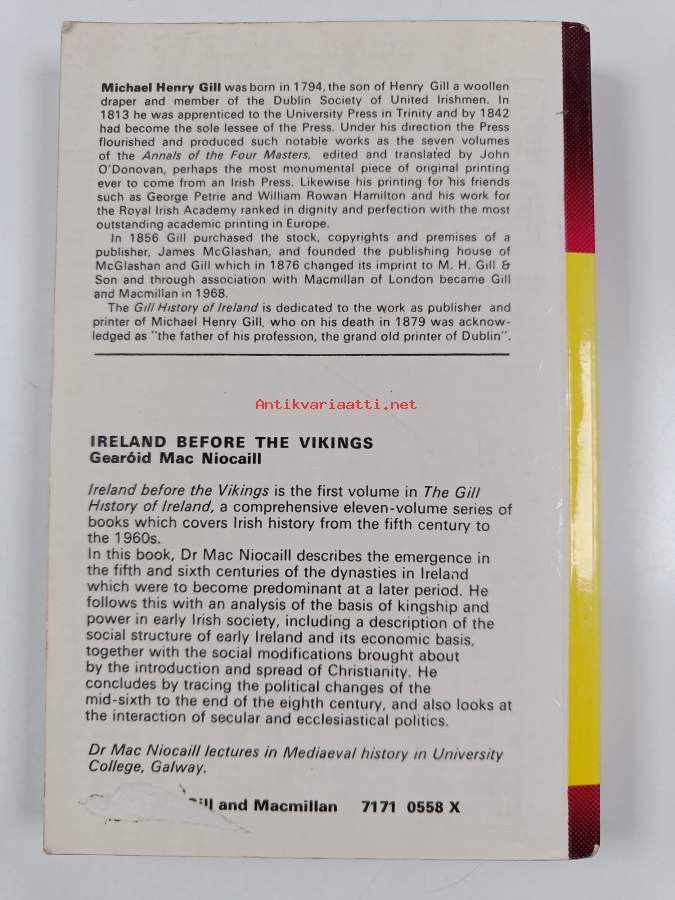 Michael Henry Gill was born in 1794, the son of Henry Gill a woollen
draper and member of the Dublin Society of United Irishmen. In
1813 he was apprenticed to the University Press in Trinity and by 1842
had become the sole lessee of the Press. Under his direction the Press
flourished and produced such notable works as the seven volumes
of the Annals of the Four Masters, edited and translated by John
O'Donovan, perhaps the most monumental piece of original printing
ever to come from an Irish Press. Likewise his printing for his friends
such as George Petrie and William Rowan Hamilton and his work for
the Royal Irish Academy ranked in dignity and perfection with the most
outstanding academic printing in Europe.
In 1856 Gill purchased the stock, copyrights and premises of a
publisher, James McGlashan, and founded the publishing house of
McGlashan and Gill which in 1876 changed its imprint to M. H. Gill &
Son and through association with Macmillan of London became Gill
and Macmillan in 1968.
The Gill History of Ireland is dedicated to the work as publisher and
printer of Michael Henry Gill, who on his death in 1879 was acknow-
ledged as "the father of his profession, the grand old printer of Dublin".
Antikvariaatti.net
IRELAND BEFORE THE VIKINGS
Gearóid Mac Niocaill
Ireland before the Vikings is the first volume in The Gill
History of Ireland, a comprehensive eleven-volume series of
books which covers Irish history from the fifth century to
the 1960s.
In this book, Dr Mac Niocaill describes the emergence in
the fifth and sixth centuries of the dynasties in Ireland
which were to become predominant at a later period. He
follows this with an analysis of the basis of kingship and
power in early Irish society, including a description of the
social structure of early Ireland and its economic basis,
together with the social modifications brought about
by the introduction and spread of Christianity. He
concludes by tracing the political changes of the
mid-sixth to the end of the eighth century, and also looks at
the interaction of secular and ecclesiastical politics.
Dr Mac Niocaill lectures in Mediaeval history in University
College, Galway.
Gill and Macmillan 7171 0558 X